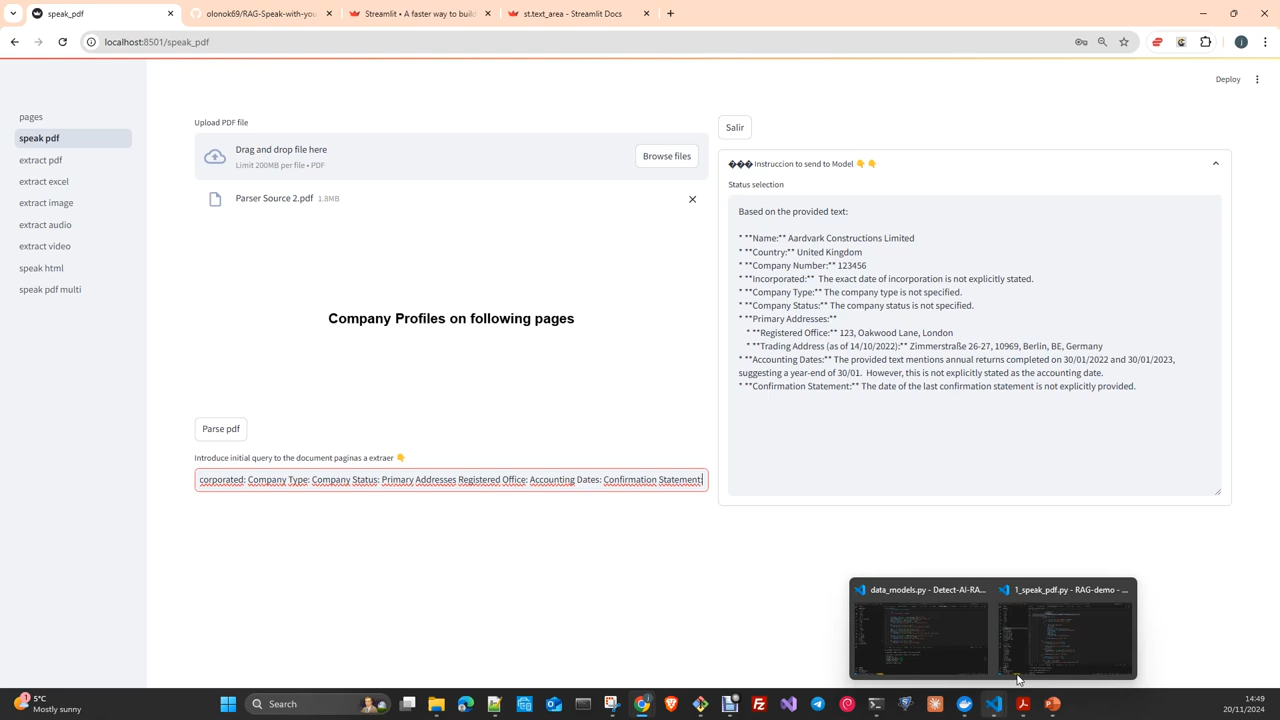 speak_pdf
olonok69/RAG-Speak-with-you
Streamlit • A faster way to build
st.text_area - Streamlit Docs
localhost:8501/speak_pdf
Deploy
pages
speak pdf
extract pdf
extract excel
extract image
extract audio
extract video
speak html
speak pdf multi
Upload PDF file
Drag and drop file here
Limit 200MB per file • PDF
Browse files
Parser Source 2.pdf 1.8MB
Company Profiles on following pages
Parse pdf
Introduce initial query to the document paginas a extraer 👇
corporated: Company Type: Company Status: Primary Addresses Registered Office: Accounting Dates: Confirmation Statement:
Salir
��� Instruccion to send to Model 👇 👇
Status selection
Based on the provided text:
* **Name:** Aardvark Constructions Limited
* **Country:** United Kingdom
* **Company Number:** 123456
* **Incorporated:** The exact date of incorporation is not explicitly stated.
* **Company Type:** The company type is not specified.
* **Company Status:** The company status is not specified.
* **Primary Addresses:**
* **Registered Office:** 123, Oakwood Lane, London
* **Trading Address (as of 14/10/2022):** Zimmerstraße 26-27, 10969, Berlin, BE, Germany
* **Accounting Dates:** The provided text mentions annual returns completed on 30/01/2022 and 30/01/2023,
suggesting a year-end of 30/01. However, this is not explicitly stated as the accounting date.
* **Confirmation Statement:** The date of the last confirmation statement is not explicitly provided.
data_models.py - Detect-AI-RA...
1_speak_pdf.py - RAG-demo - ...
5°C
Mostly sunny
Search
14:49
20/11/2024